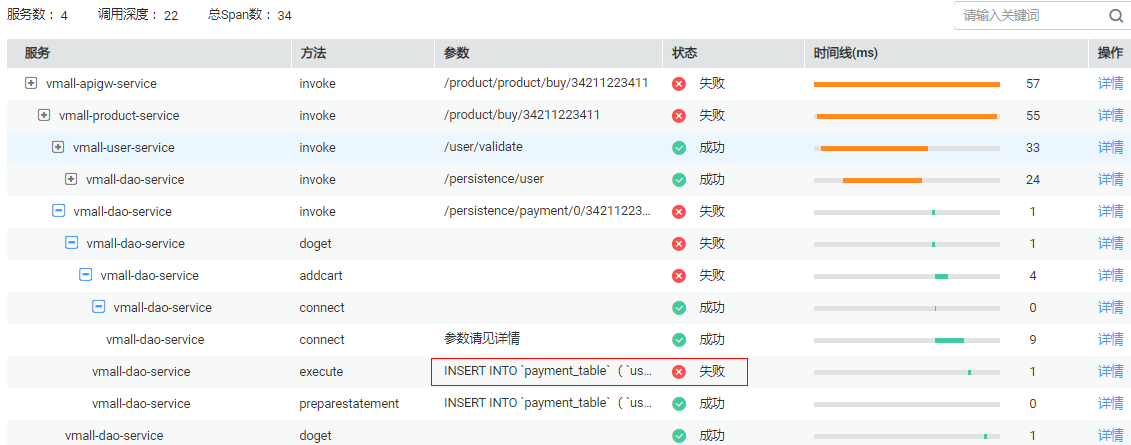 服务数： 4 调用深度： 22 总Span数： 34 请输入关键词
服务 方法 参数 状态 时间线(ms) 操作
vmall-apigw-service invoke /product/product/buy/34211223411 失败 57 详情
vmall-product-service invoke /product/buy/34211223411 失败 55 详情
vmall-user-service invoke /user/validate 成功 33 详情
vmall-dao-service invoke /persistence/user 成功 24 详情
vmall-dao-service invoke /persistence/payment/0/34211223... 失败 1 详情
vmall-dao-service doget 失败 1 详情
vmall-dao-service addcart 失败 4 详情
vmall-dao-service connect 成功 0 详情
vmall-dao-service connect 参数请见详情 成功 9 详情
vmall-dao-service execute INSERT INTO `payment_table` ( `us... 失败 1 详情
vmall-dao-service preparestatement INSERT INTO `payment_table` ( `us... 成功 0 详情
vmall-dao-service doget 成功 1 详情